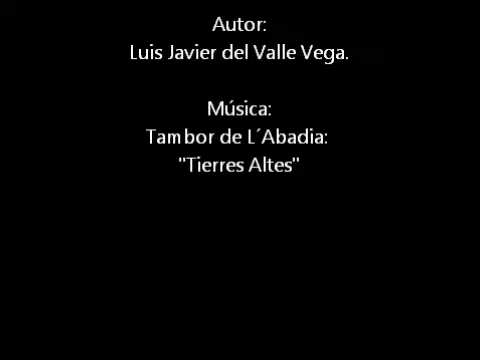 Autor:
Luis Javier del Valle Vega.
Música:
Tambor de L´Abadia:
"Tierres Altes"